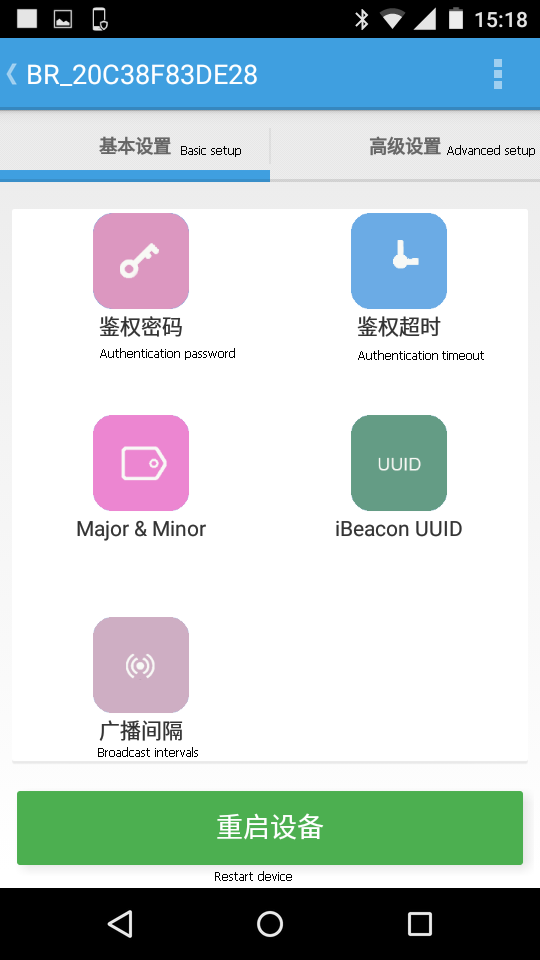 15:18
BR_20C38F83DE28
基本设置 Basic setup
高级设置 Advanced setup
鉴权密码
Authentication password
鉴权超时
Authentication timeout
Major & Minor
UUID
iBeacon UUID
广播间隔
Broadcast intervals
重启设备
Restart device